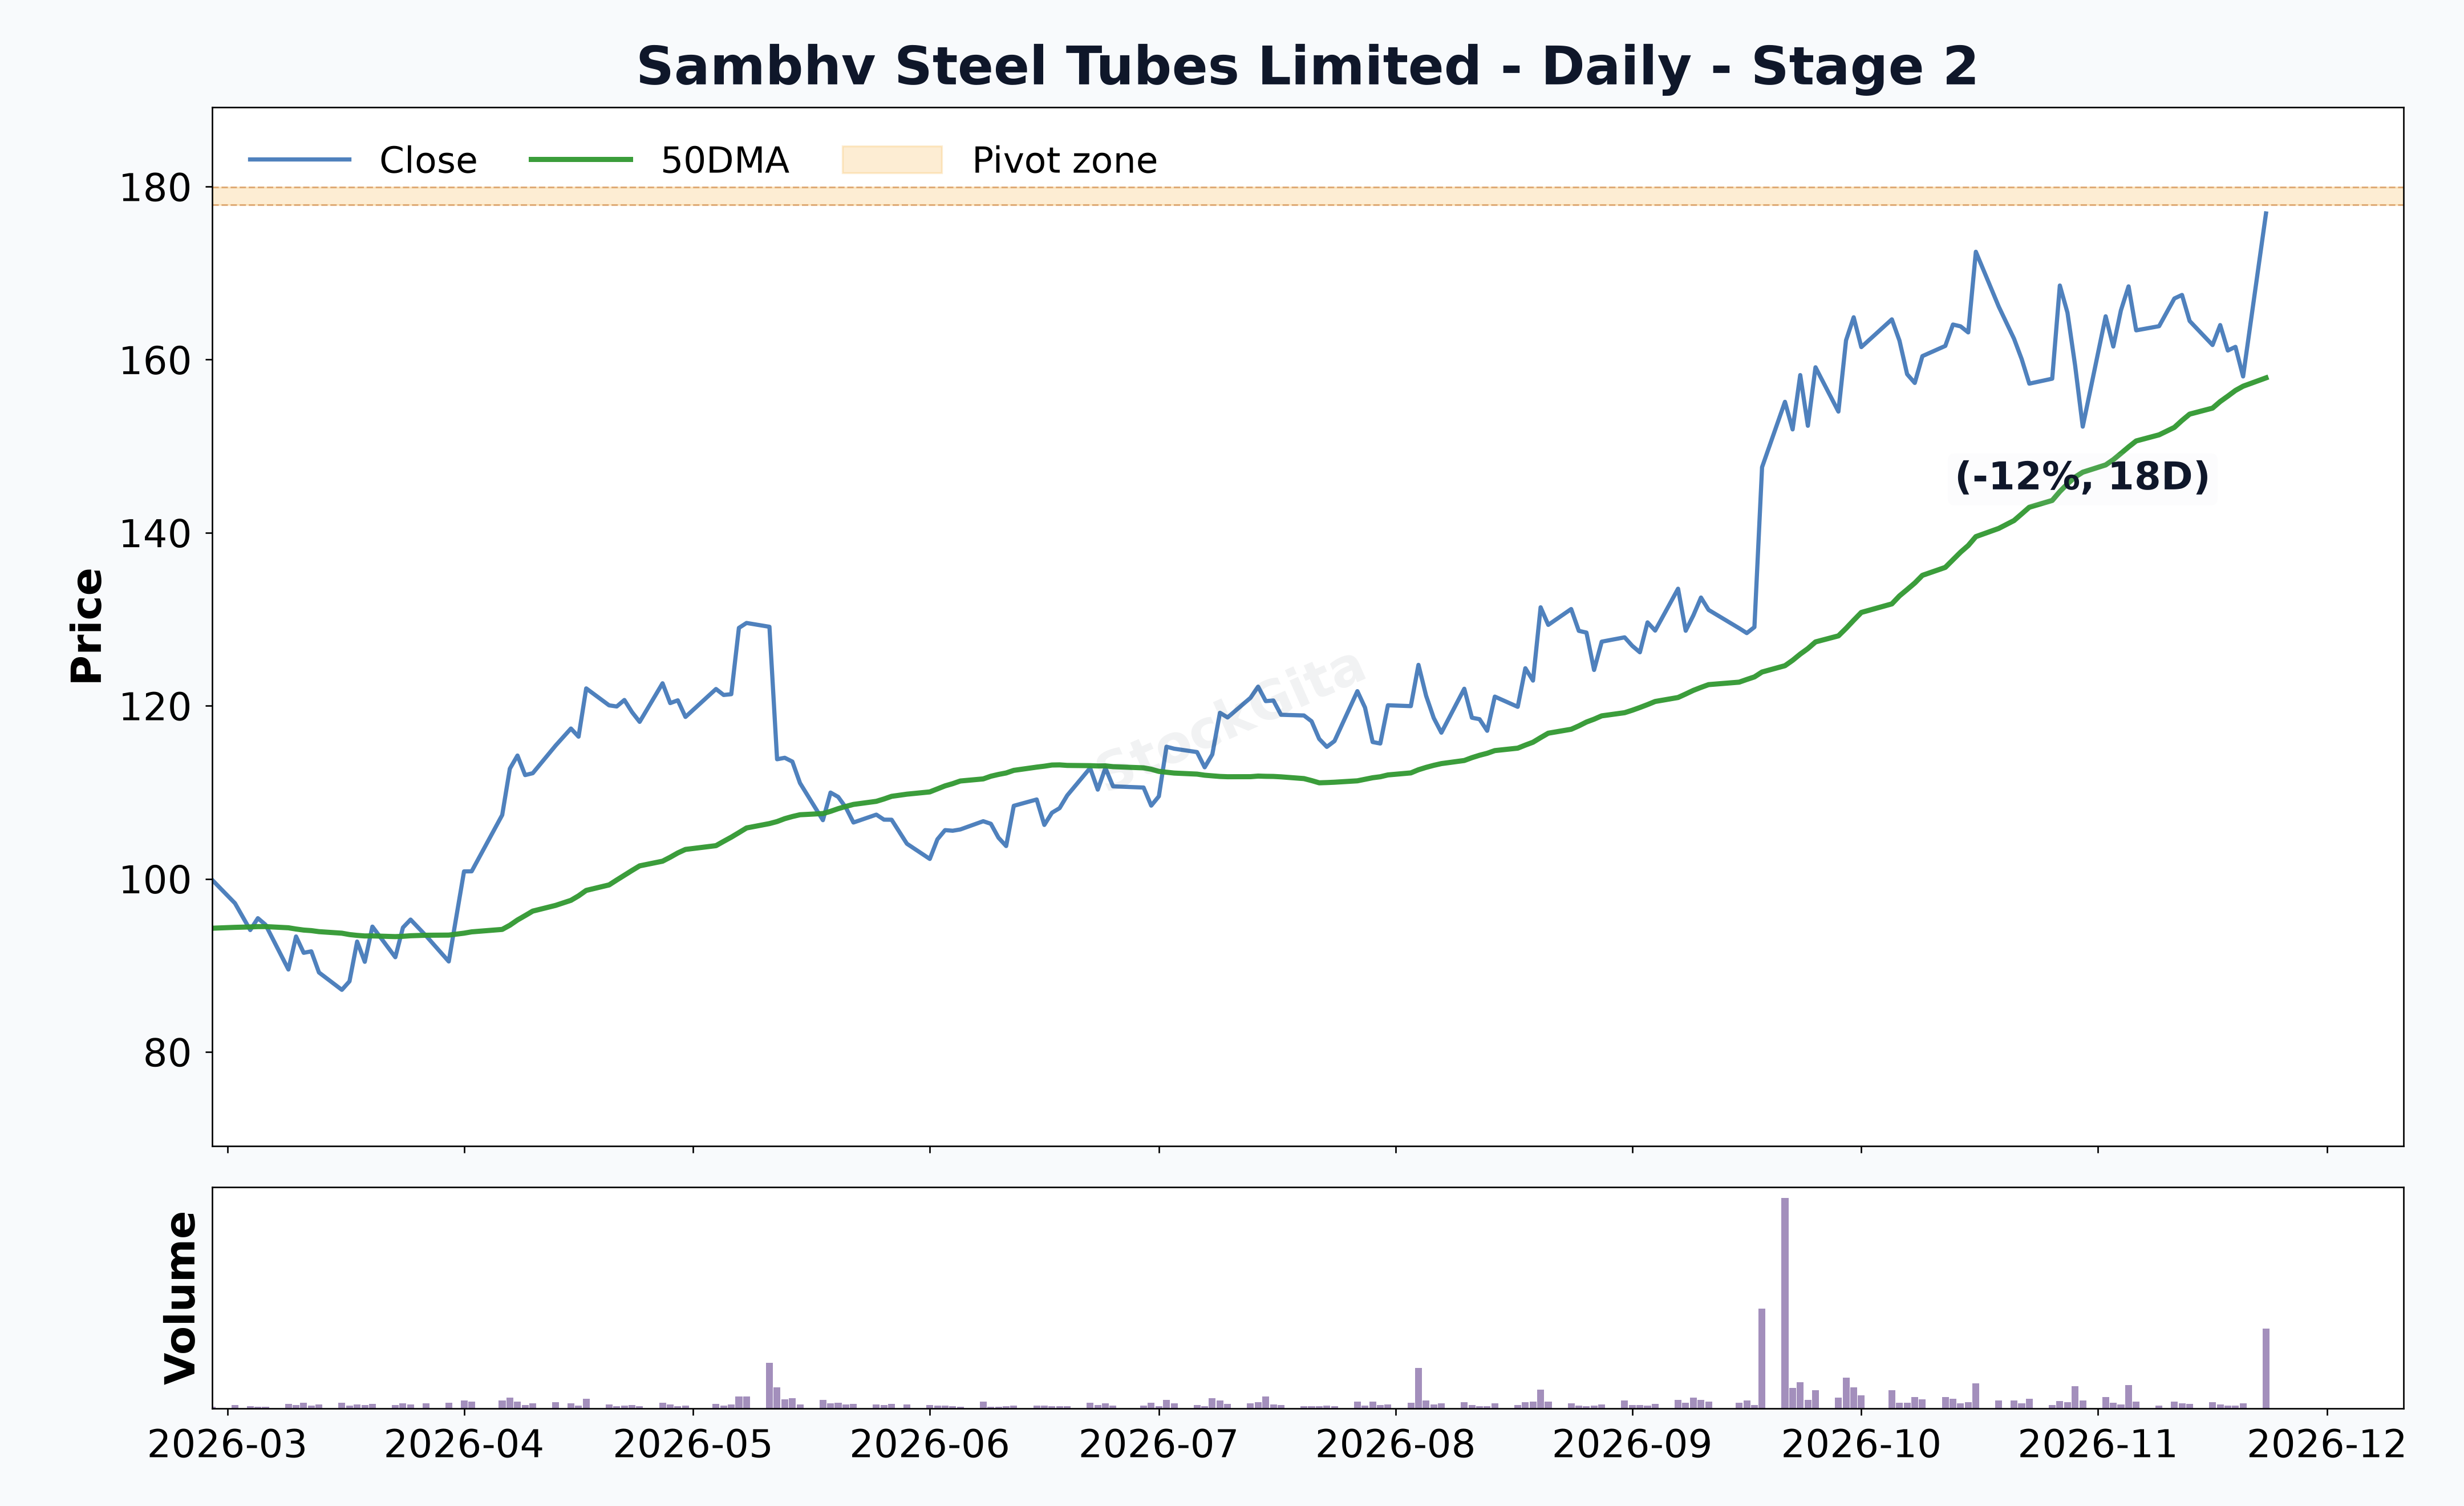 Sambhv Steel Tubes Limited - Daily - Stage 2
Close 50DMA Pivot zone
180
160
140
120
100
80
Price
(-12%, 18D)
StockGita
Volume
2026-03 2026-04 2026-05 2026-06 2026-07 2026-08 2026-09 2026-10 2026-11 2026-12